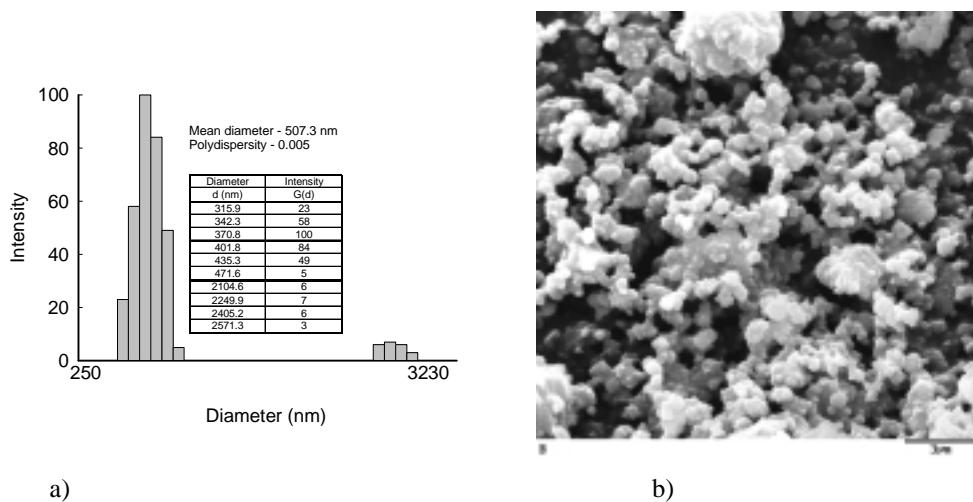 Mean diameter - 507.3 nm
Polydispersity - 0.005
Diameter Intensity
d (nm) G(d)
315.9 23
342.3 58
370.8 100
401.8 84
435.3 49
471.6 5
2104.6 6
2249.9 7
2405.2 6
2571.3 3
Intensity
100
80
60
40
20
0
250 3230
Diameter (nm)
a) b)